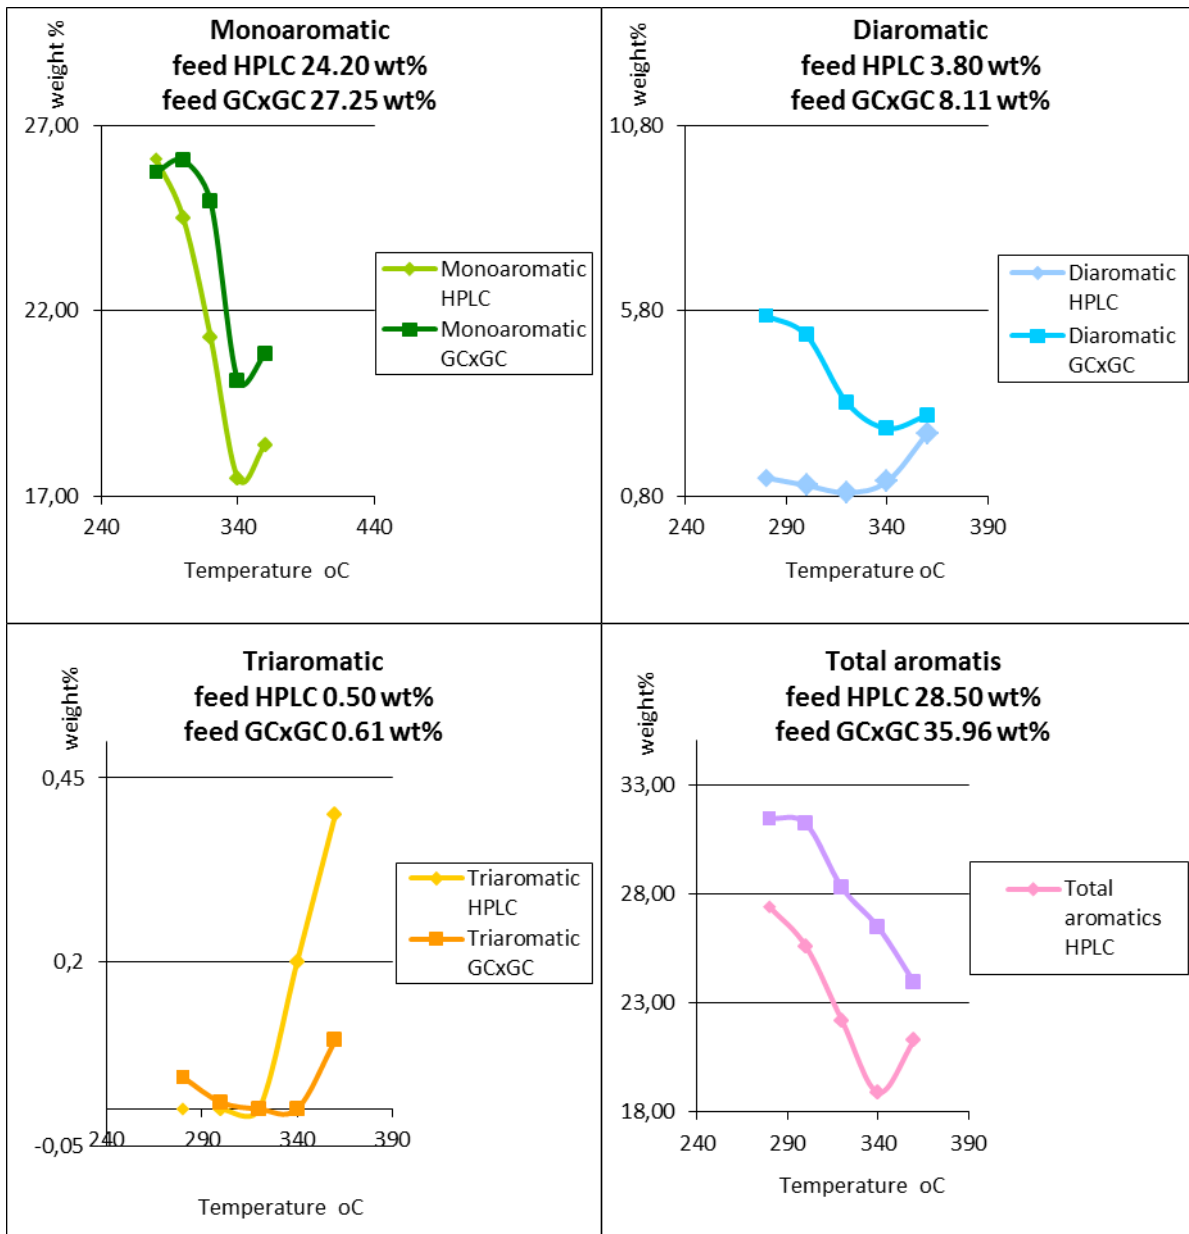 Monoaromatic
feed HPLC 24.20 wt%
feed GCxGC 27.25 wt%
weight %
27,00
22,00
17,00
240
340
440
Temperature oC
Monoaromatic
HPLC
Monoaromatic
GCxGC
Diaromatic
feed HPLC 3.80 wt%
feed GCxGC 8.11 wt%
weight%
10,80
5,80
0,80
240
290
340
390
Temperature oC
Diaromatic
HPLC
Diaromatic
GCxGC
Triaromatic
feed HPLC 0.50 wt%
feed GCxGC 0.61 wt%
weight%
0,45
0,2
-0,05
240
290
340
390
Temperature oC
Triaromatic
HPLC
Triaromatic
GCxGC
Total aromatis
feed HPLC 28.50 wt%
feed GCxGC 35.96 wt%
weight%
33,00
28,00
23,00
18,00
240
290
340
390
Temperature oC
Total
aromatics
HPLC